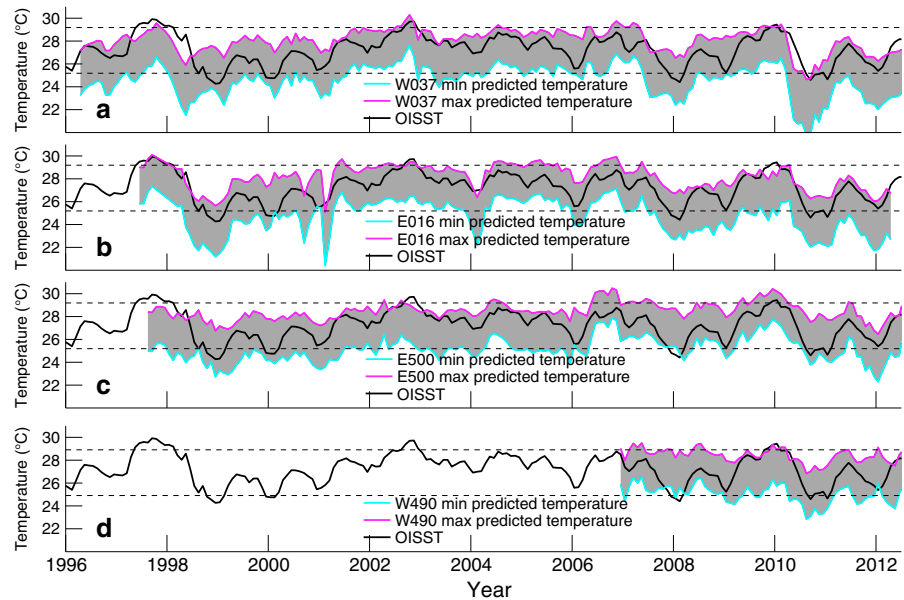 Temperature (°C)
30
28
26
24
22
a
W037 min predicted temperature
W037 max predicted temperature
OISST
Temperature (°C)
30
28
26
24
22
b
E016 min predicted temperature
E016 max predicted temperature
OISST
Temperature (°C)
30
28
26
24
22
c
E500 min predicted temperature
E500 max predicted temperature
OISST
Temperature (°C)
30
28
26
24
22
d
W490 min predicted temperature
W490 max predicted temperature
OISST
1996 1998 2000 2002 2004 2006 2008 2010 2012
Year